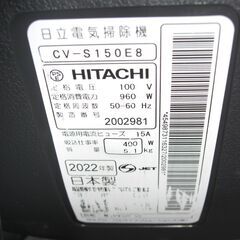 日立電気掃除機
CV-S150E8
HITACHI
定格電圧 100 V
定格消費電力 960 W
定格周波数 50-60 Hz
製造番号 2002981
電源用電流ヒューズ 15A
吸込仕事率 400 W
質量 5.1 kg
2022年製
日本製
JET